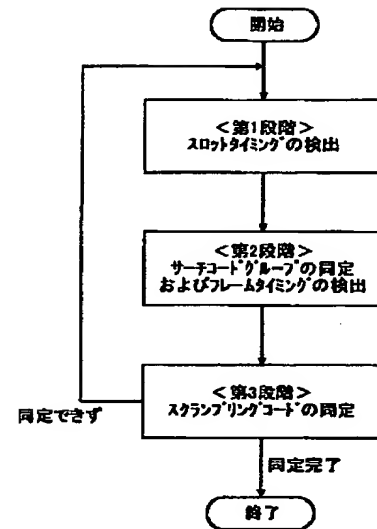 開始
＜第1段階＞
スロットタイミングの検出
＜第2段階＞
サーチコードグループの同定
およびフレームタイミングの検出
＜第3段階＞
スクランブリングコードの同定
同定できず
同定完了
終了